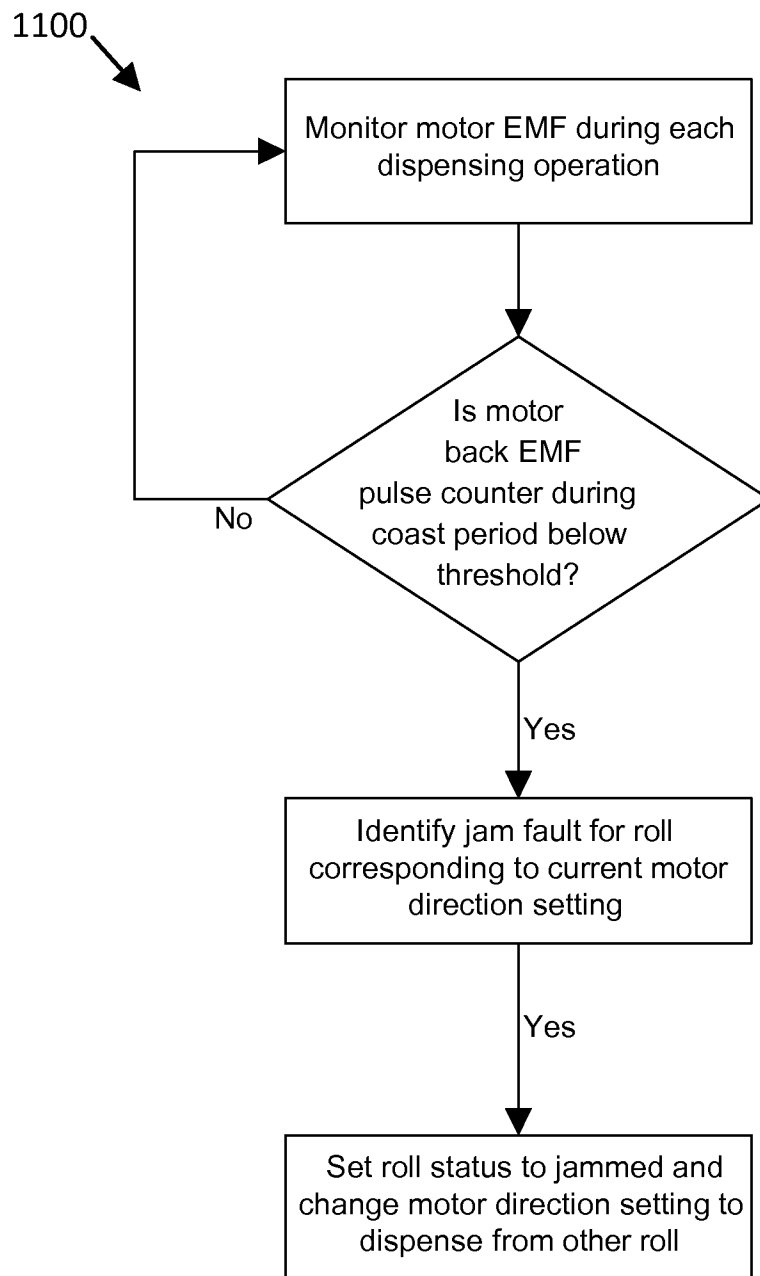 1100
Monitor motor EMF during each
dispensing operation
Is motor
back EMF
pulse counter during
coast period below
threshold?
No
Yes
Identify jam fault for roll
corresponding to current motor
direction setting
Yes
Set roll status to jammed and
change motor direction setting to
dispense from other roll